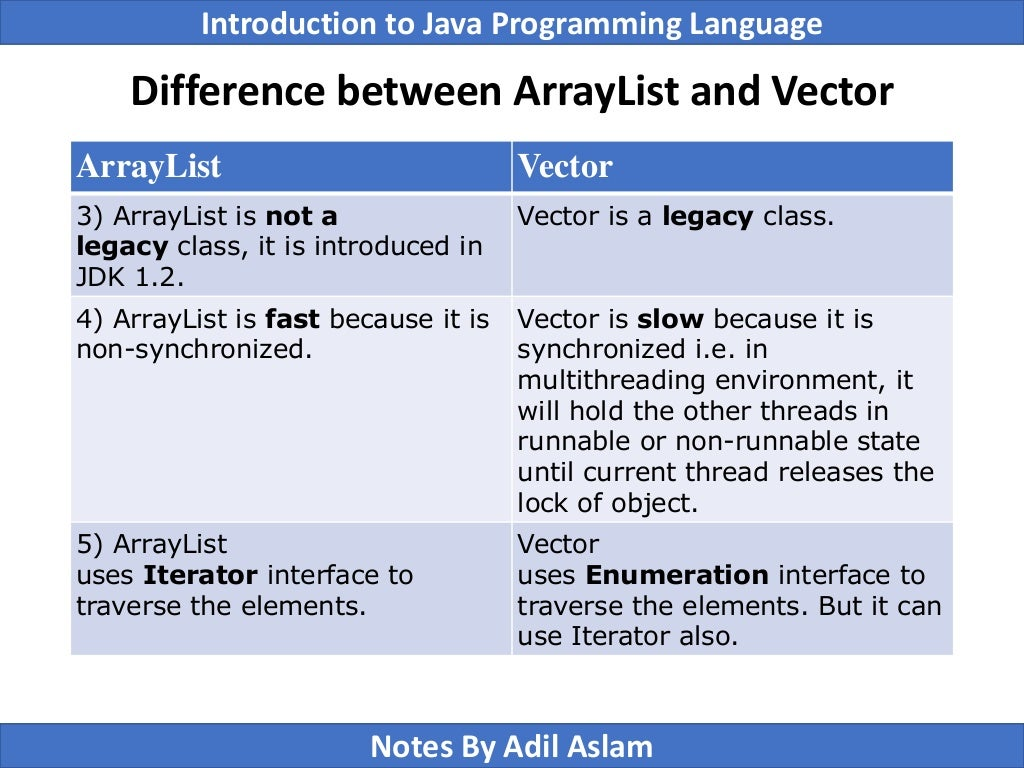 Introduction to Java Programming Language
Difference between ArrayList and Vector
ArrayList
Vector
3) ArrayList is not a
legacy class, it is introduced in
JDK 1.2.
Vector is a legacy class.
4) ArrayList is fast because it is
non-synchronized.
Vector is slow because it is
synchronized i.e. in
multithreading environment, it
will hold the other threads in
runnable or non-runnable state
until current thread releases the
lock of object.
5) ArrayList
uses Iterator interface to
traverse the elements.
Vector
uses Enumeration interface to
traverse the elements. But it can
use Iterator also.
Notes By Adil Aslam